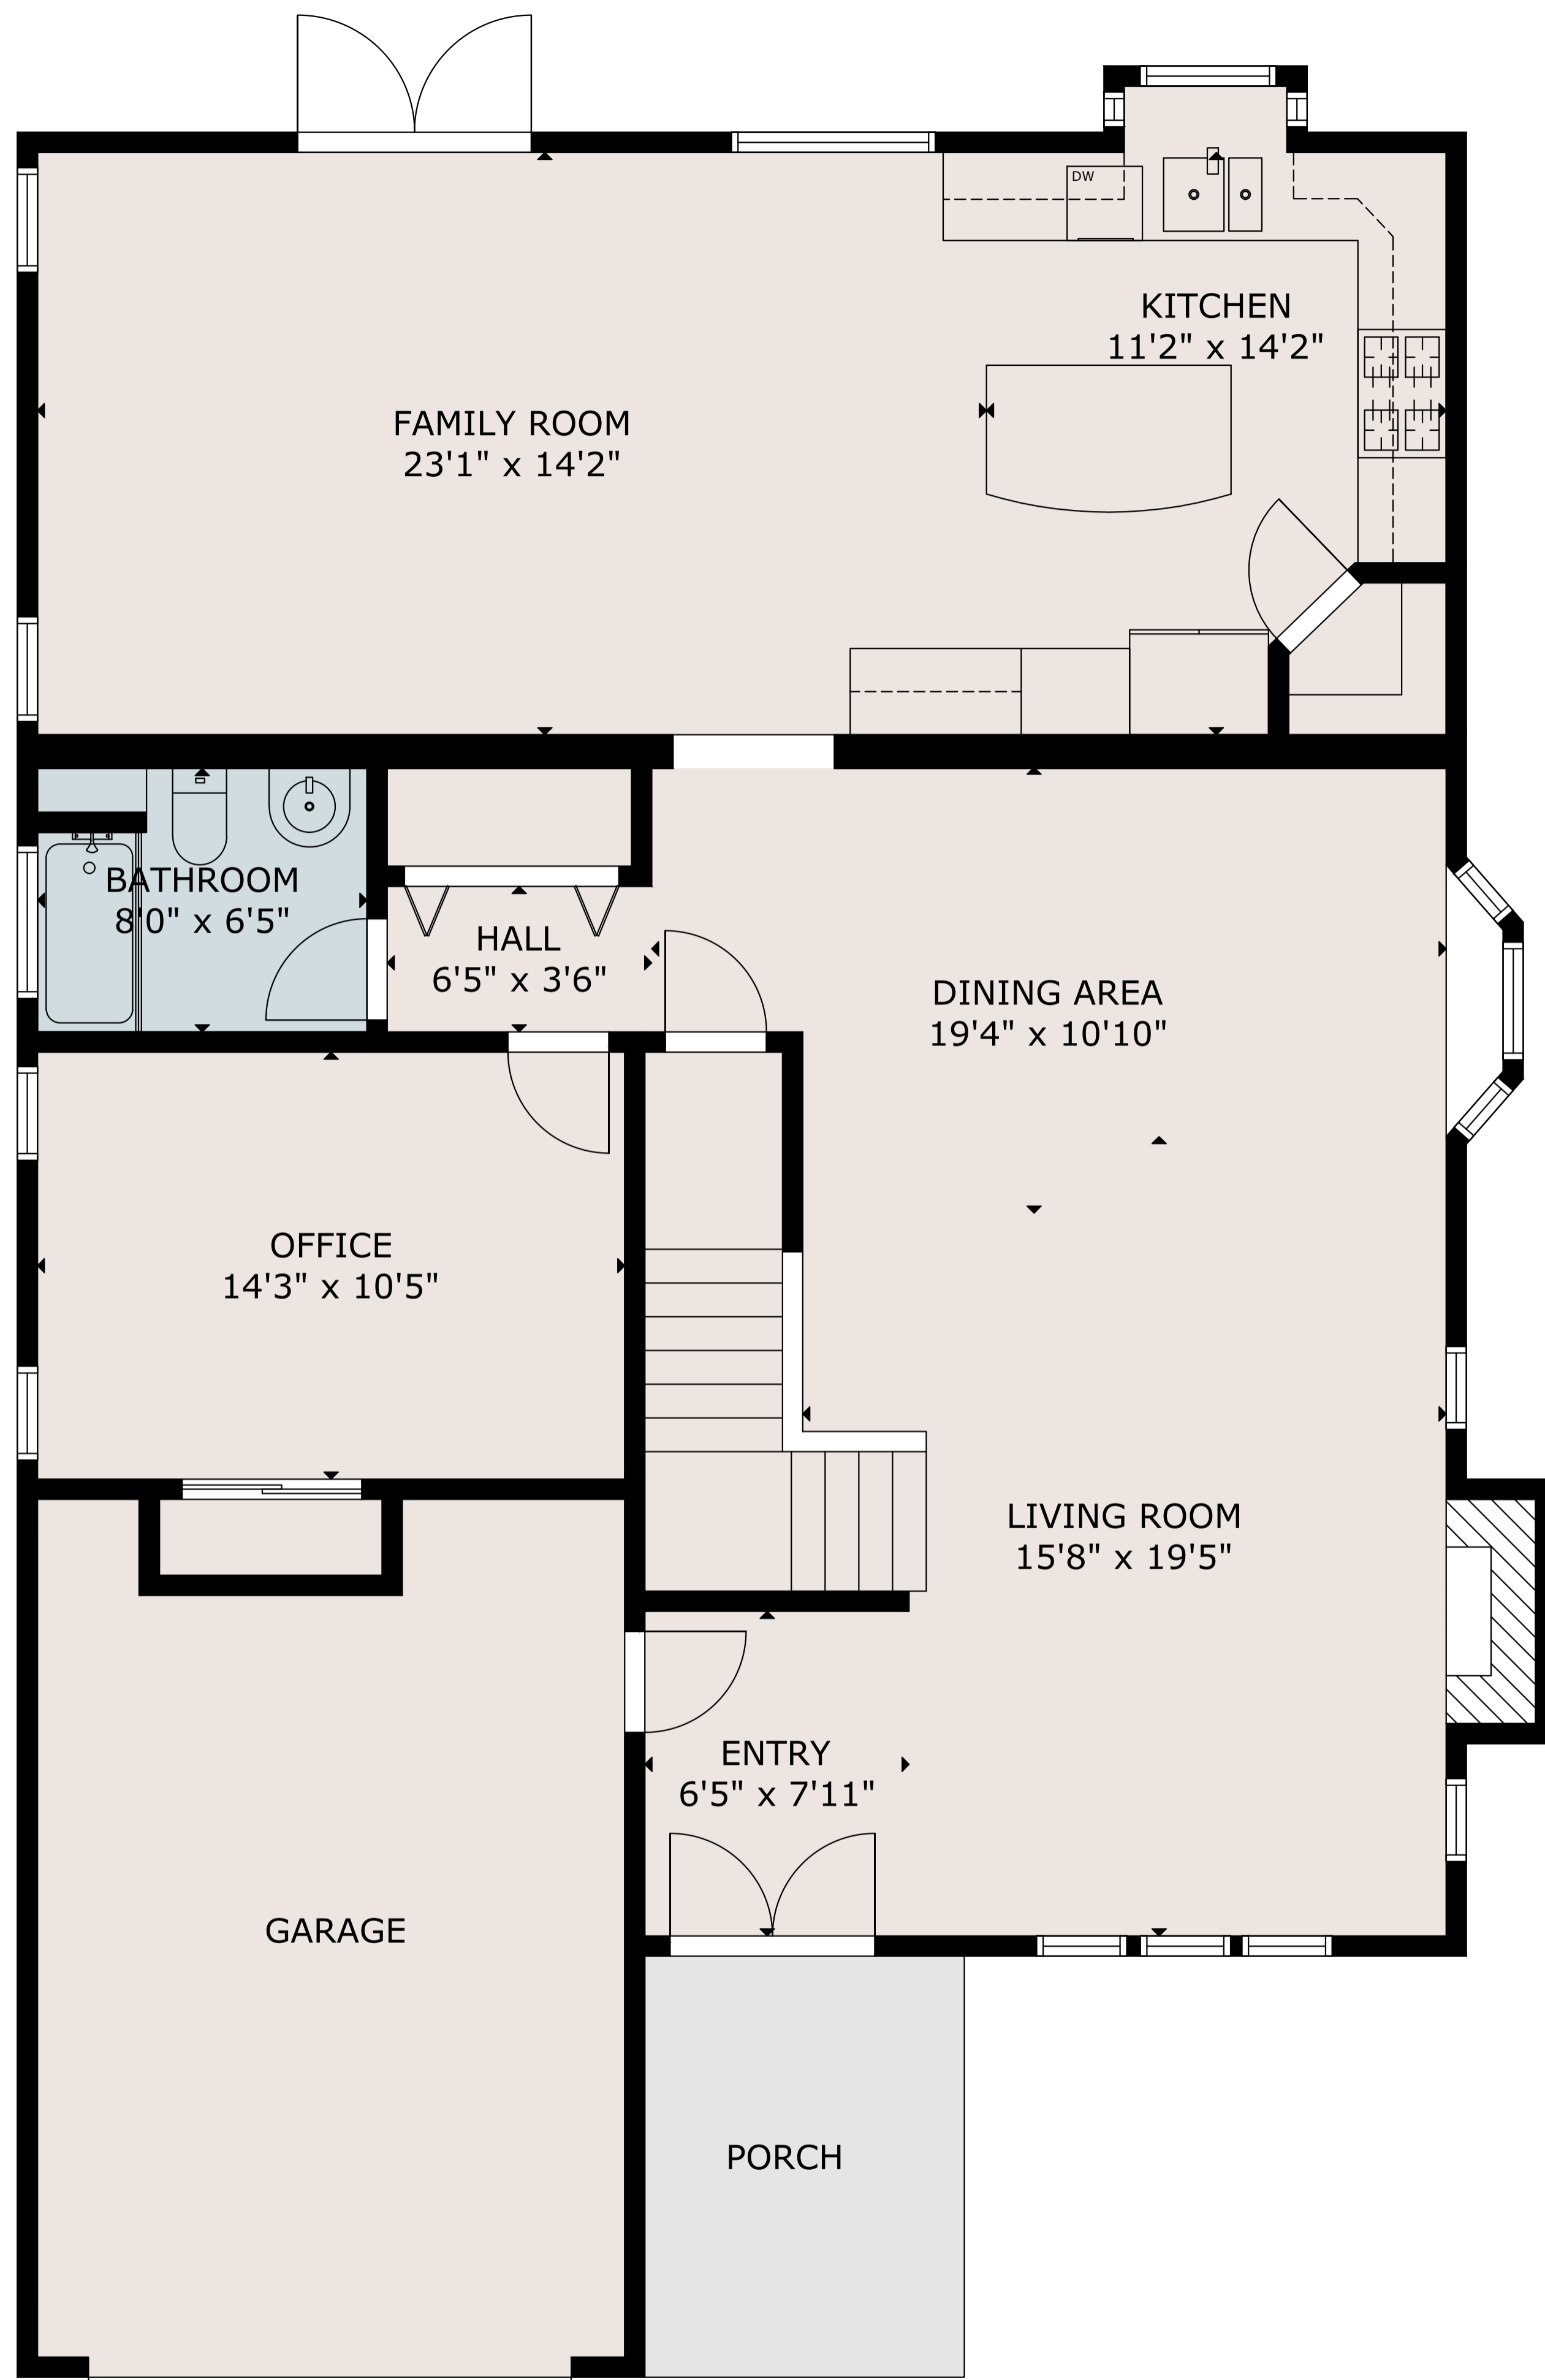 DW
KITCHEN
11'2" x 14'2"
FAMILY ROOM
23'1" x 14'2"
BATHROOM
8'0" x 6'5"
HALL
6'5" x 3'6"
DINING AREA
19'4" x 10'10"
OFFICE
14'3" x 10'5"
LIVING ROOM
15'8" x 19'5"
ENTRY
6'5" x 7'11"
GARAGE
PORCH